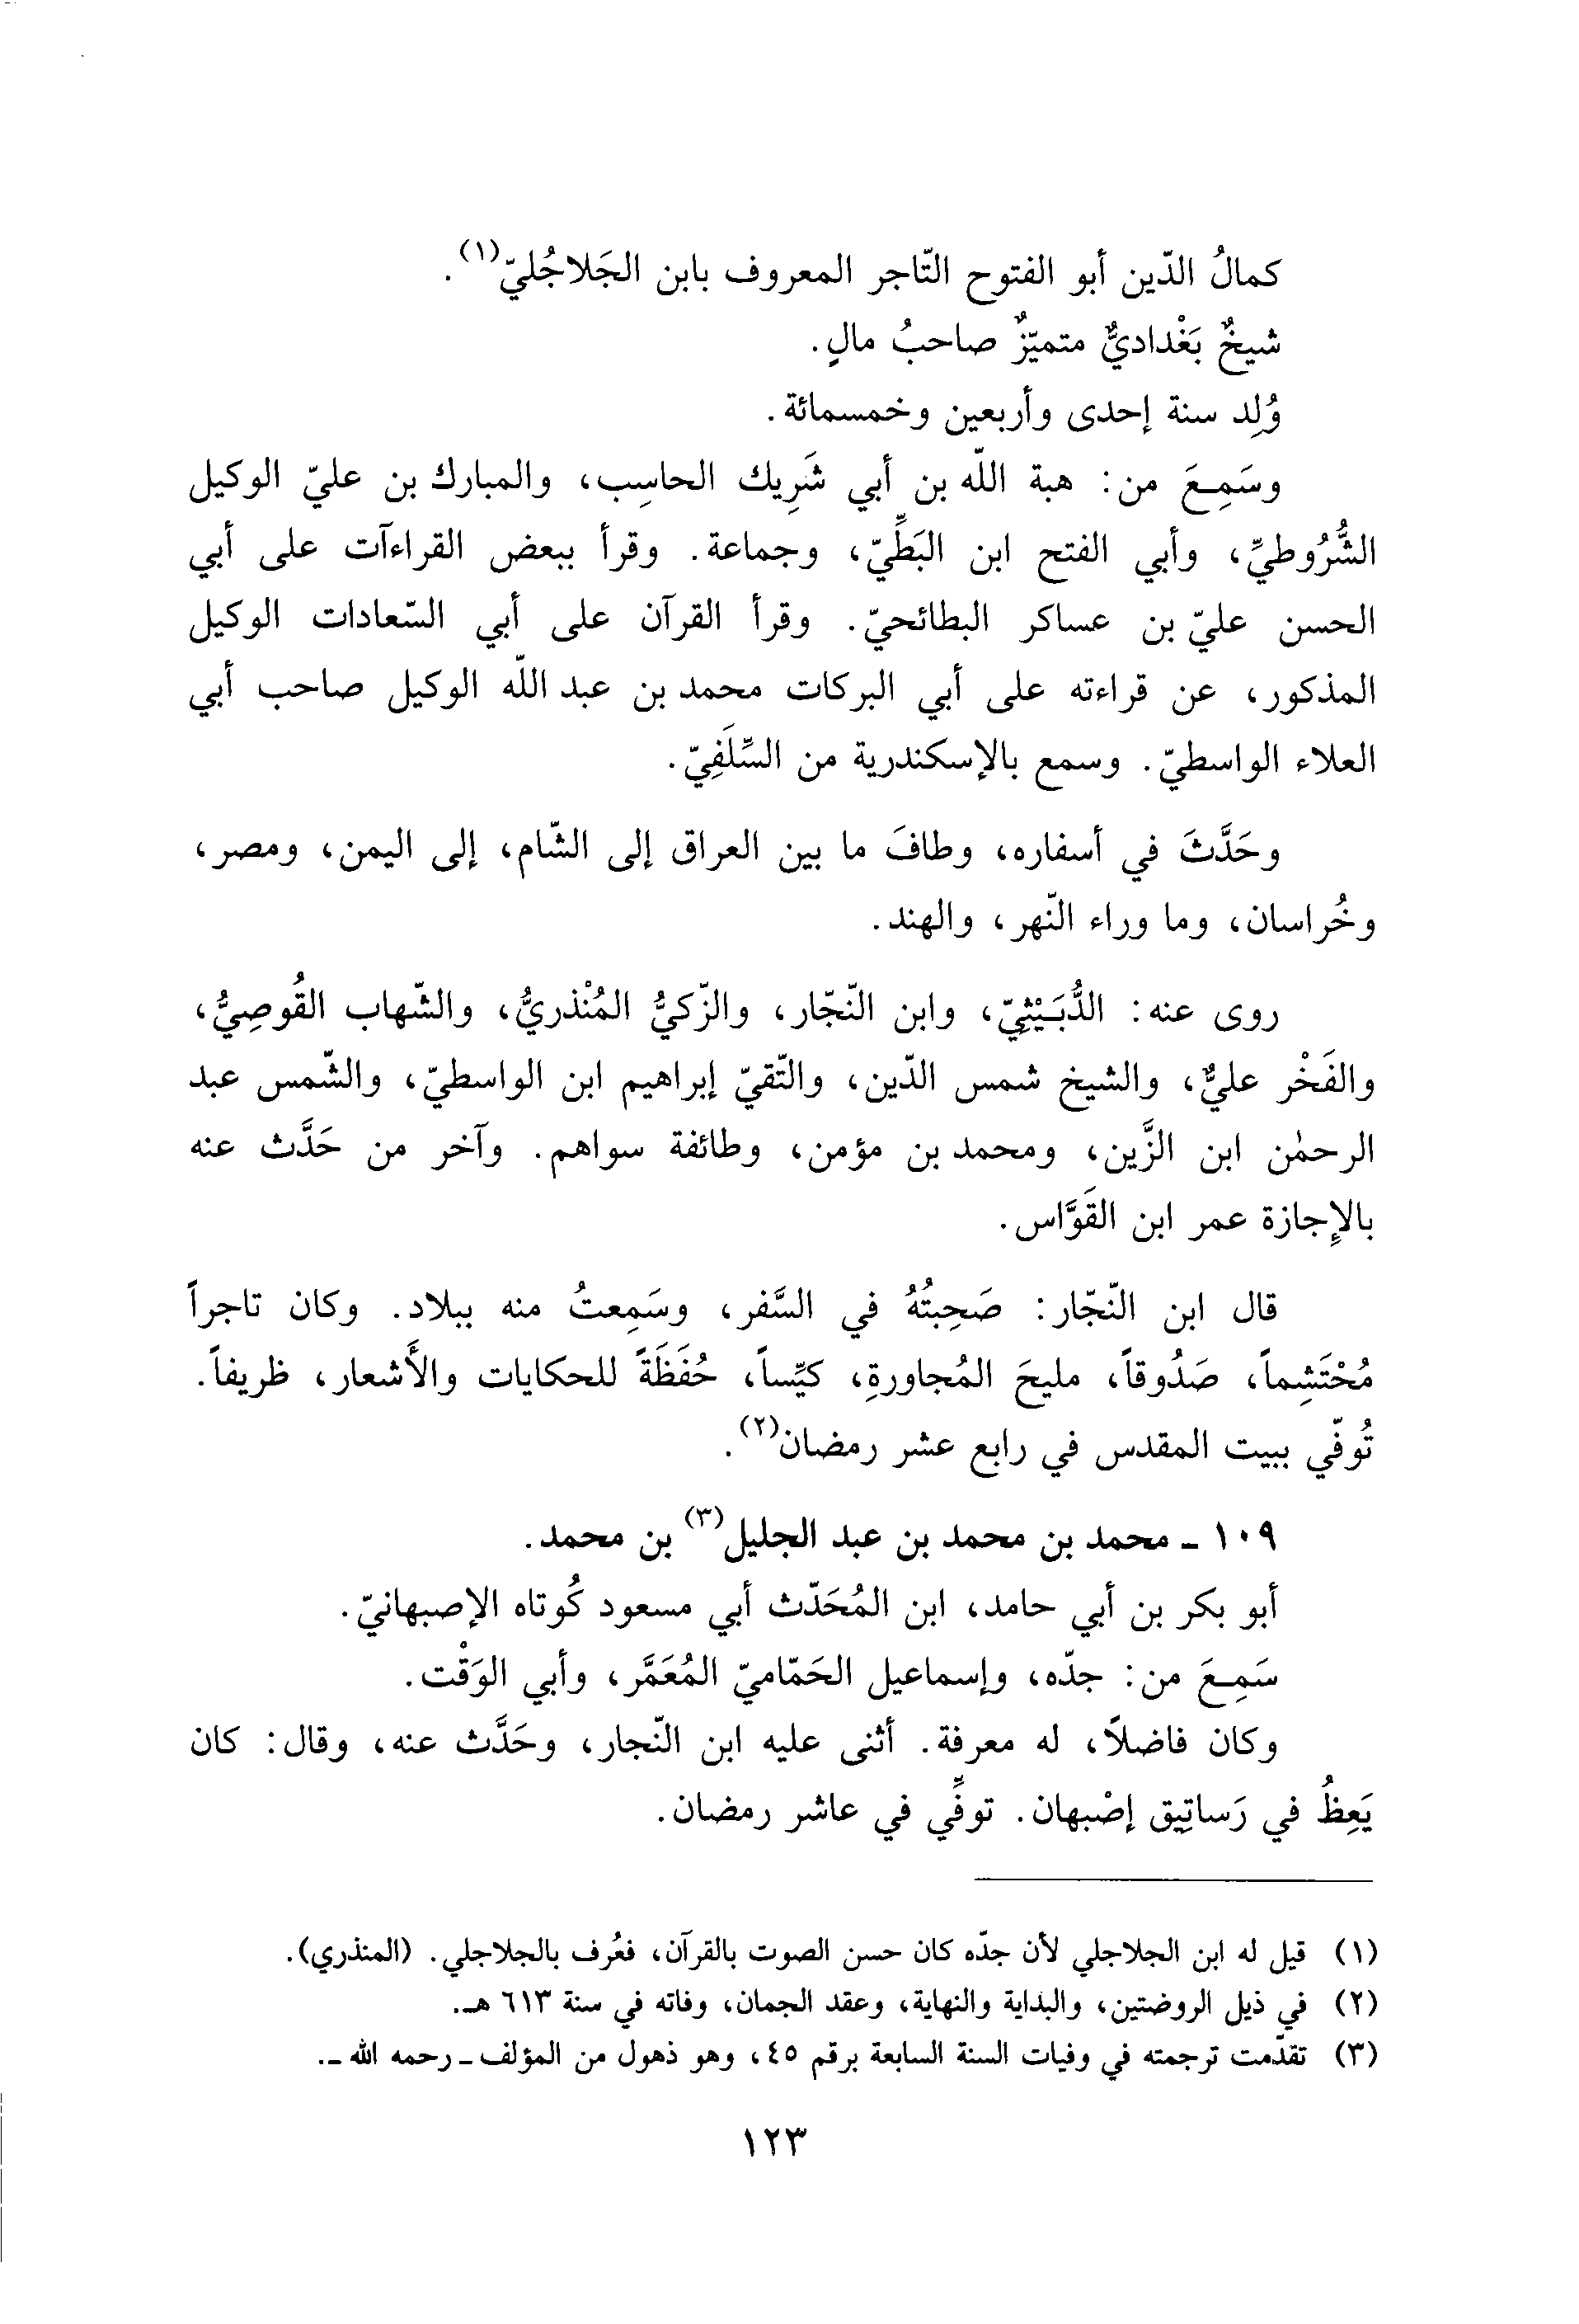 كمالُ الدّين أبو الفتوح التّاجر المعروف بابن الجَلاجُليّ(١).
شيخٌ بَغْداديٌّ متميّزٌ صاحبُ مالٍ.
وُلِد سنة إحدى وأربعين وخمسمائة.
وسَمِعَ من: هبة اللّه بن أبي شَرِيك الحاسِب، والمبارك بن عليّ الوكيل
الشُّرُوطيِّ، وأبي الفتح ابن البَطِّيّ، وجماعة. وقرأ ببعض القراءآت على أبي
الحسن عليّ بن عساكر البطائحيّ. وقرأ القرآن على أبي السّعادات الوكيل
المذكور، عن قراءته على أبي البركات محمد بن عبد اللّه الوكيل صاحب أبي
العلاء الواسطيّ. وسمع بالإسكندرية من السِّلَفِيّ.
وحَدَّثَ في أسفاره، وطافَ ما بين العراق إلى الشّام، إلى اليمن، ومصر،
وخُراسان، وما وراء النّهر، والهند.
روى عنه: الدُّبَيْثِيّ، وابن النّجّار، والزّكيُّ المُنْذريُّ، والشّهاب القُوصِيُّ،
والفَخْر عليٌّ، والشيخ شمس الدّين، والتّقيّ إبراهيم ابن الواسطيّ، والشّمس عبد
الرحمٰن ابن الزَّين، ومحمد بن مؤمن، وطائفة سواهم. وآخر من حَدَّث عنه
بالإِجازة عمر ابن القَوَّاس.
قال ابن النّجّار: صَحِبتُهُ في السَّفر، وسَمِعتُ منه ببلاد. وكان تاجراً
مُحْتَشِماً، صَدُوقاً، مليحَ المُجاورةِ، كيِّساً، حُفَظَةً للحكايات والأَشعار، ظريفاً.
تُوفّي ببيت المقدس في رابع عشر رمضان(٢).
١٠٩ ـ محمد بن محمد بن عبد الجليل(٣) بن محمد.
أبو بكر بن أبي حامد، ابن المُحَدّث أبي مسعود كُوتاه الإصبهانيّ.
سَمِعَ من: جدّه، وإسماعيل الحَمّاميّ المُعَمَّر، وأبي الوَقْت.
وكان فاضلاً، له معرفة. أثنى عليه ابن النّجار، وحَدَّث عنه، وقال: كان
يَعِظُ في رَساتِيق إصْبهان. توفِّي في عاشر رمضان.
(١) قيل له ابن الجلاجلي لأن جدّه كان حسن الصوت بالقرآن، فعُرف بالجلاجلي. (المنذري).
(٢) في ذيل الروضتين، والبداية والنهاية، وعقد الجمان، وفاته في سنة ٦١٣ هـ.
(٣) تقدّمت ترجمته في وفيات السنة السابعة برقم ٤٥، وهو ذهول من المؤلف ـ رحمه الله ـ.
١٢٣